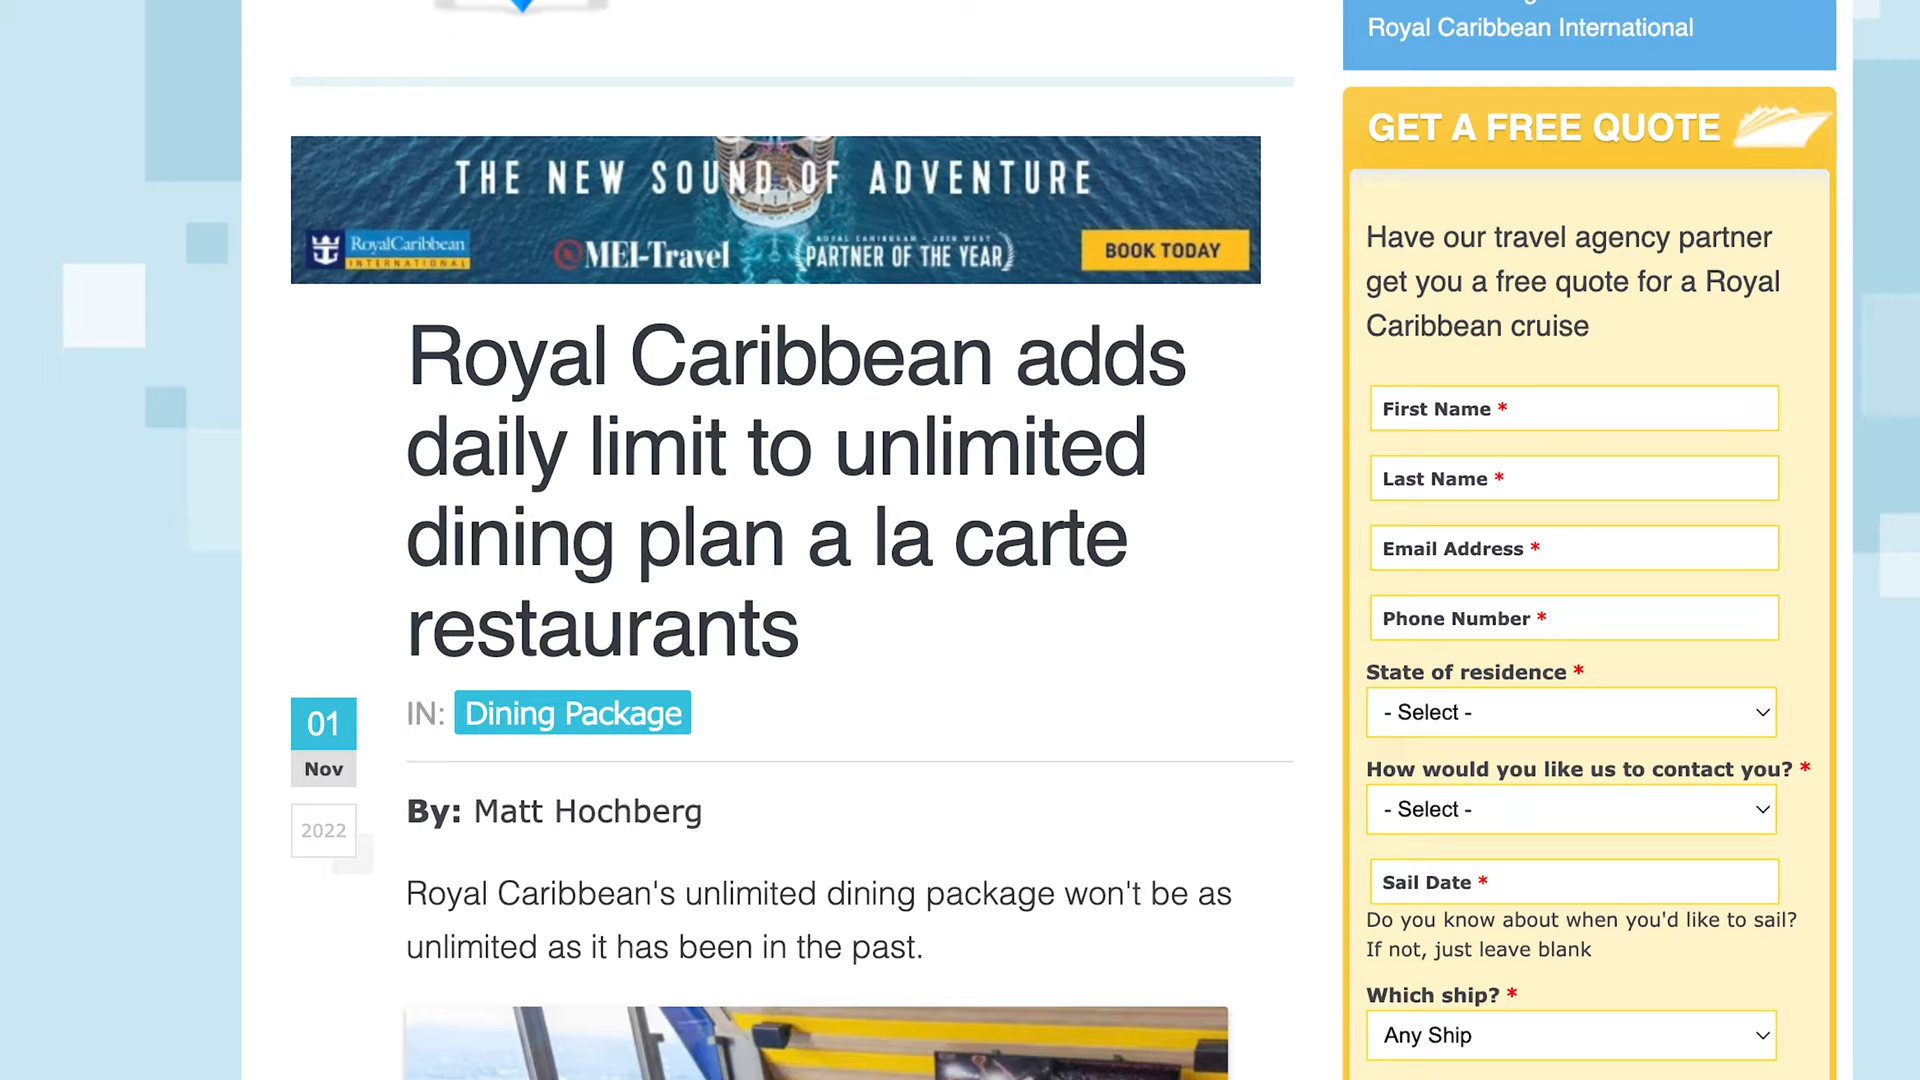 THE NEW SOUND OF ADVENTURE
RoyalCaribbean
INTERNATIONAL
MEI-Travel
ROYAL CARIBBEAN - 2016 WEST
PARTNER OF THE YEAR
BOOK TODAY
Royal Caribbean adds
daily limit to unlimited
dining plan a la carte
restaurants
01
Nov
2022
IN: Dining Package
By: Matt Hochberg
Royal Caribbean's unlimited dining package won't be as
unlimited as it has been in the past.
Royal Caribbean International
GET A FREE QUOTE
Have our travel agency partner
get you a free quote for a Royal
Caribbean cruise
First Name *
Last Name *
Email Address *
Phone Number *
State of residence *
- Select -
How would you like us to contact you? *
- Select -
Sail Date *
Do you know about when you'd like to sail?
If not, just leave blank
Which ship? *
Any Ship